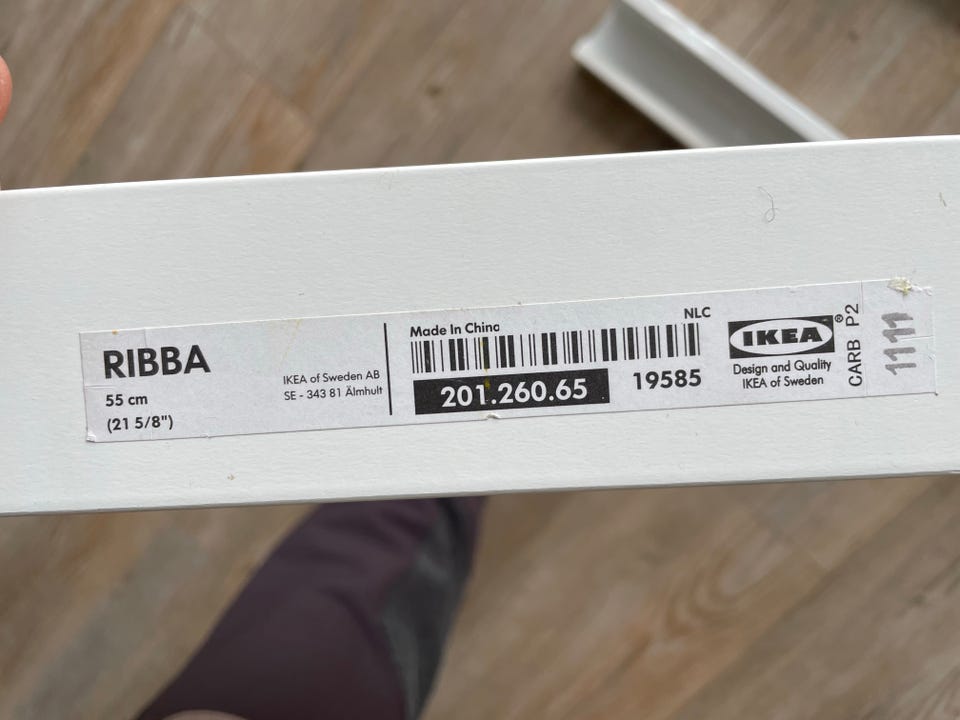 RIBBA
55 cm
(21 5/8")
IKEA of Sweden AB
SE - 343 81 Älmhult
Made In China
NLC
201.260.65
19585
IKEA®
Design and Quality
IKEA of Sweden
CARB P2
1111